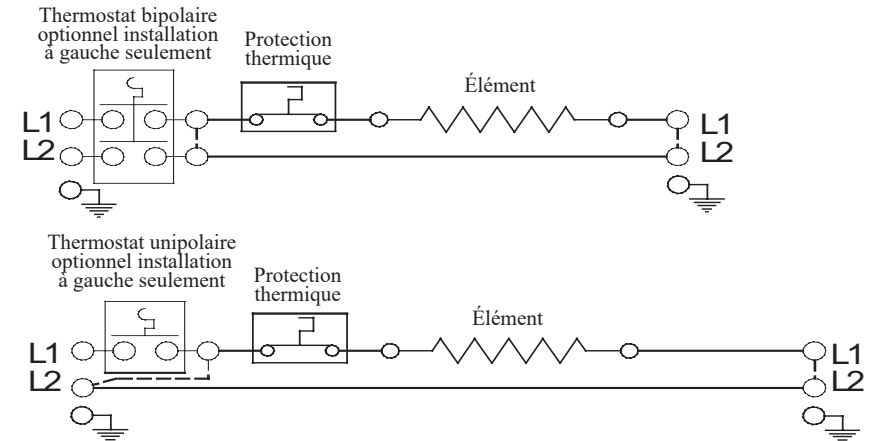 Thermostat bipolaire
optionnel installation
à gauche seulement
Protection
thermique
Élément
L1
L2
L1
L2
Thermostat unipolaire
optionnel installation
à gauche seulement
Protection
thermique
Élément
L1
L2
L1
L2